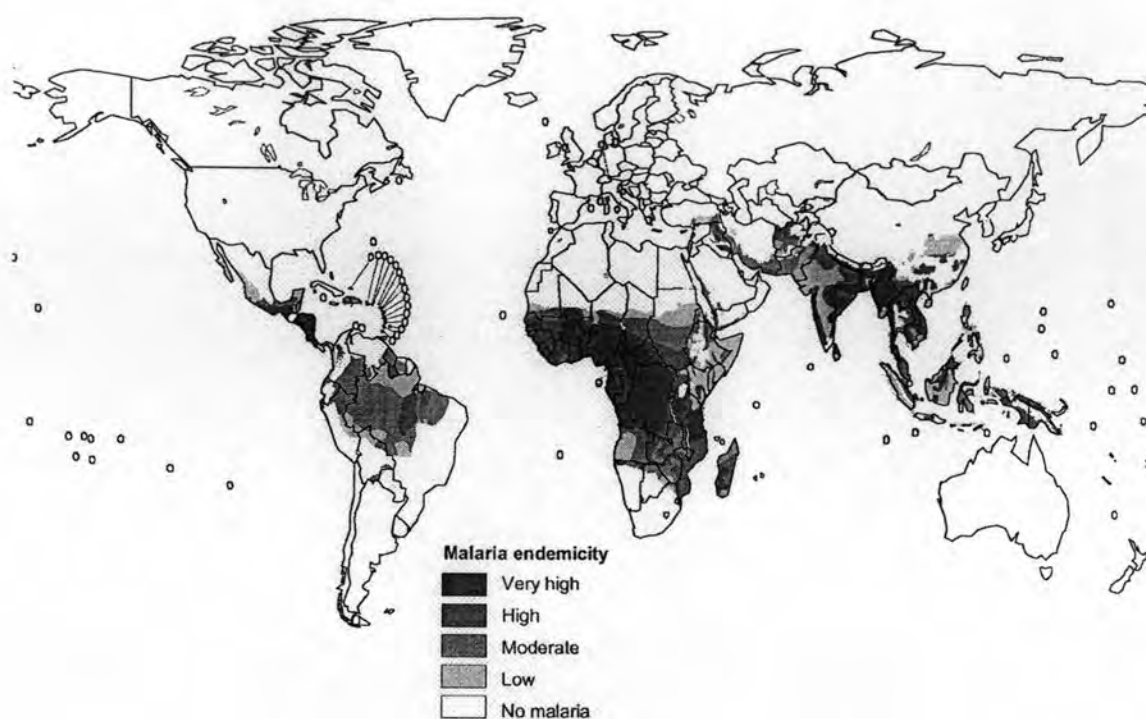 Malaria endemicity
Very high
High
Moderate
Low
No malaria